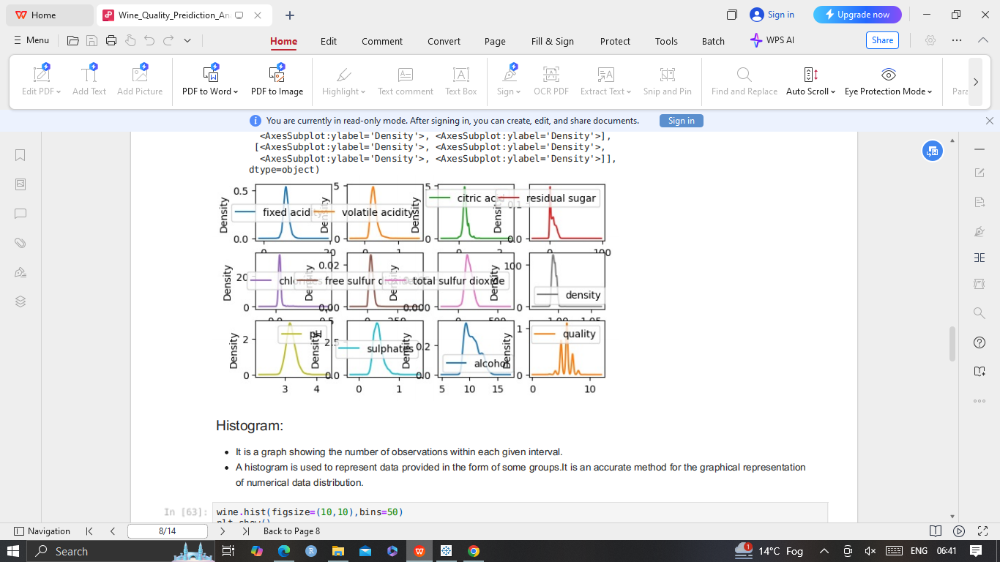 Home
Wine_Quality_Preidiction_An
Sign in
Upgrade now
Menu
Home Edit Comment Convert Page Fill & Sign Protect Tools Batch WPS AI
Share
Edit PDF Add Text Add Picture PDF to Word PDF to Image Highlight Text comment Text Box Sign OCR PDF Extract Text Snip and Pin Find and Replace Auto Scroll Eye Protection Mode
You are currently in read-only mode. After signing in, you can create, edit, and share documents. Sign in
<AxesSubplot:ylabel='Density'>, <AxesSubplot:ylabel='Density'>],
[<AxesSubplot:ylabel='Density'>, <AxesSubplot:ylabel='Density'>,
<AxesSubplot:ylabel='Density'>, <AxesSubplot:ylabel='Density'>]],
dtype=object)
0.5 5 5
Density fixed acid Density volatile acidity Density citric ac Density residual sugar
0.0 0 0 0.0
0 20 0 1 0 2 0 100
20 0.02 100
Density Density free sulfur total sulfur dioxide Density density
0 0.00 0.000 0
0.0 0.5 0 250 0 500 1.00 1.05
2 2.5 0.2 1
Density pH Density sulphates Density alcohol Density quality
0 0.0 0.0 0
3 4 0 1 5 10 15 0 10
Histogram:
• It is a graph showing the number of observations within each given interval.
• A histogram is used to represent data provided in the form of some groups.It is an accurate method for the graphical representation
of numerical data distribution.
In [63]: wine.hist(figsize=(10,10),bins=50)
plt.show()
Navigation 8/14 Back to Page 8
Search 14°C Fog ENG 06:41